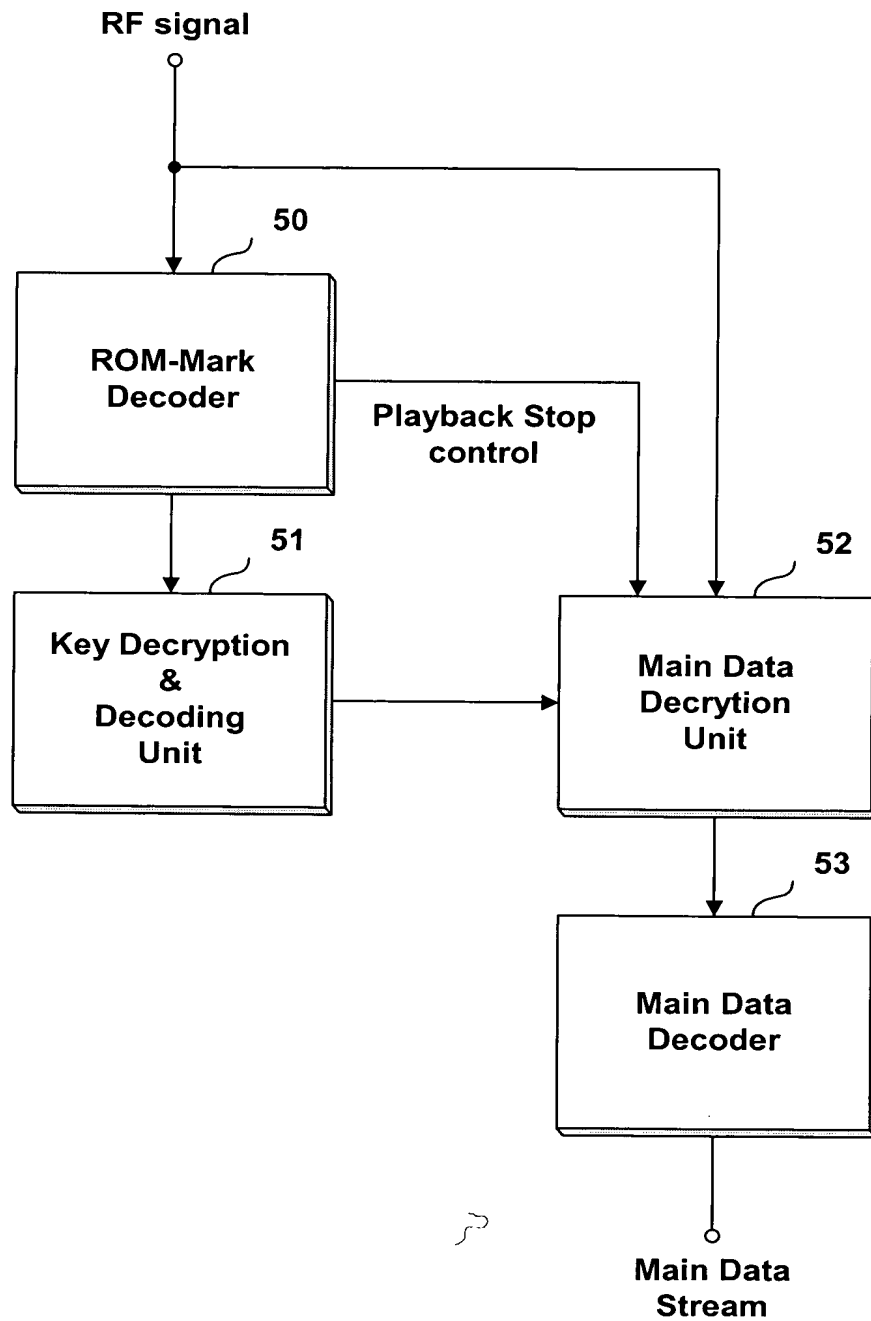 RF signal
50
ROM-Mark
Decoder
Playback Stop
control
51
Key Decryption
&
Decoding
Unit
52
Main Data
Decrytion
Unit
53
Main Data
Decoder
Main Data
Stream